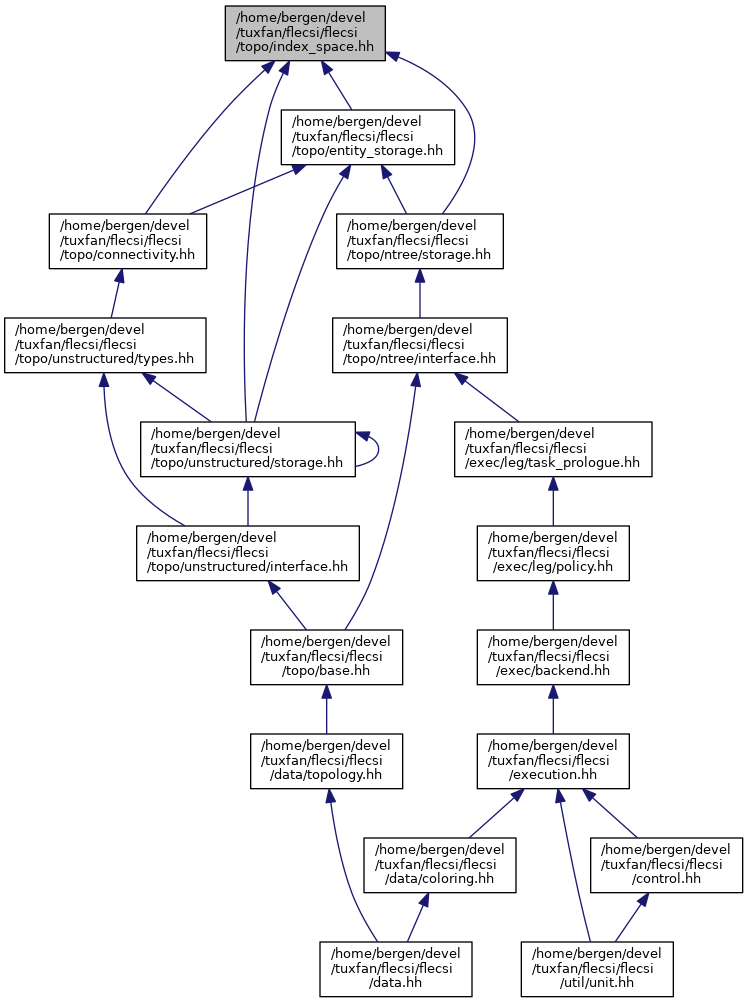 /home/bergen/devel
/tuxfan/flecsi/flecsi
/topo/index_space.hh
/home/bergen/devel
/tuxfan/flecsi/flecsi
/topo/entity_storage.hh
/home/bergen/devel
/tuxfan/flecsi/flecsi
/topo/connectivity.hh
/home/bergen/devel
/tuxfan/flecsi/flecsi
/topo/ntree/storage.hh
/home/bergen/devel
/tuxfan/flecsi/flecsi
/topo/unstructured/types.hh
/home/bergen/devel
/tuxfan/flecsi/flecsi
/topo/ntree/interface.hh
/home/bergen/devel
/tuxfan/flecsi/flecsi
/topo/unstructured/storage.hh
/home/bergen/devel
/tuxfan/flecsi/flecsi
/exec/leg/task_prologue.hh
/home/bergen/devel
/tuxfan/flecsi/flecsi
/topo/unstructured/interface.hh
/home/bergen/devel
/tuxfan/flecsi/flecsi
/exec/leg/policy.hh
/home/bergen/devel
/tuxfan/flecsi/flecsi
/topo/base.hh
/home/bergen/devel
/tuxfan/flecsi/flecsi
/exec/backend.hh
/home/bergen/devel
/tuxfan/flecsi/flecsi
/data/topology.hh
/home/bergen/devel
/tuxfan/flecsi/flecsi
/execution.hh
/home/bergen/devel
/tuxfan/flecsi/flecsi
/data/coloring.hh
/home/bergen/devel
/tuxfan/flecsi/flecsi
/control.hh
/home/bergen/devel
/tuxfan/flecsi/flecsi
/data.hh
/home/bergen/devel
/tuxfan/flecsi/flecsi
/util/unit.hh